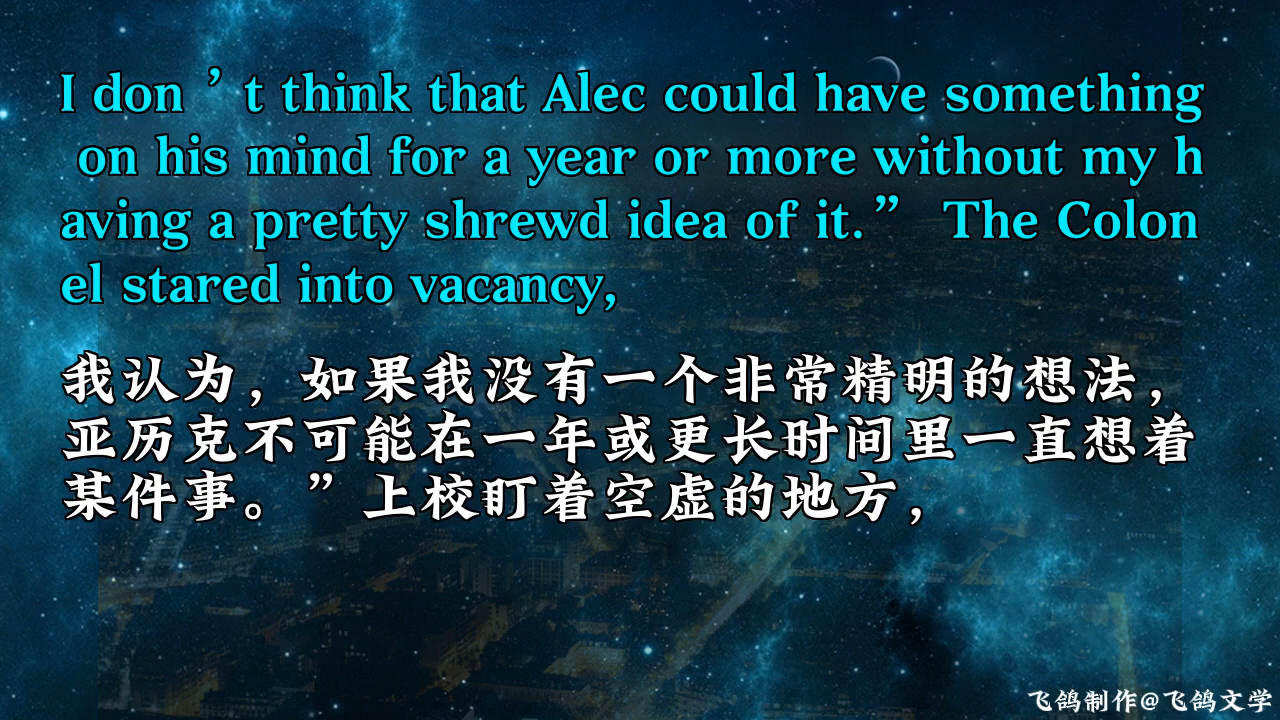 I don ’ t think that Alec could have something
on his mind for a year or more without my h
aving a pretty shrewd idea of it.” The Colon
el stared into vacancy,
我认为，如果我没有一个非常精明的想法，
亚历克不可能在一年或更长时间里一直想着
某件事。”上校盯着空虚的地方，
飞鸽制作@飞鸽文学